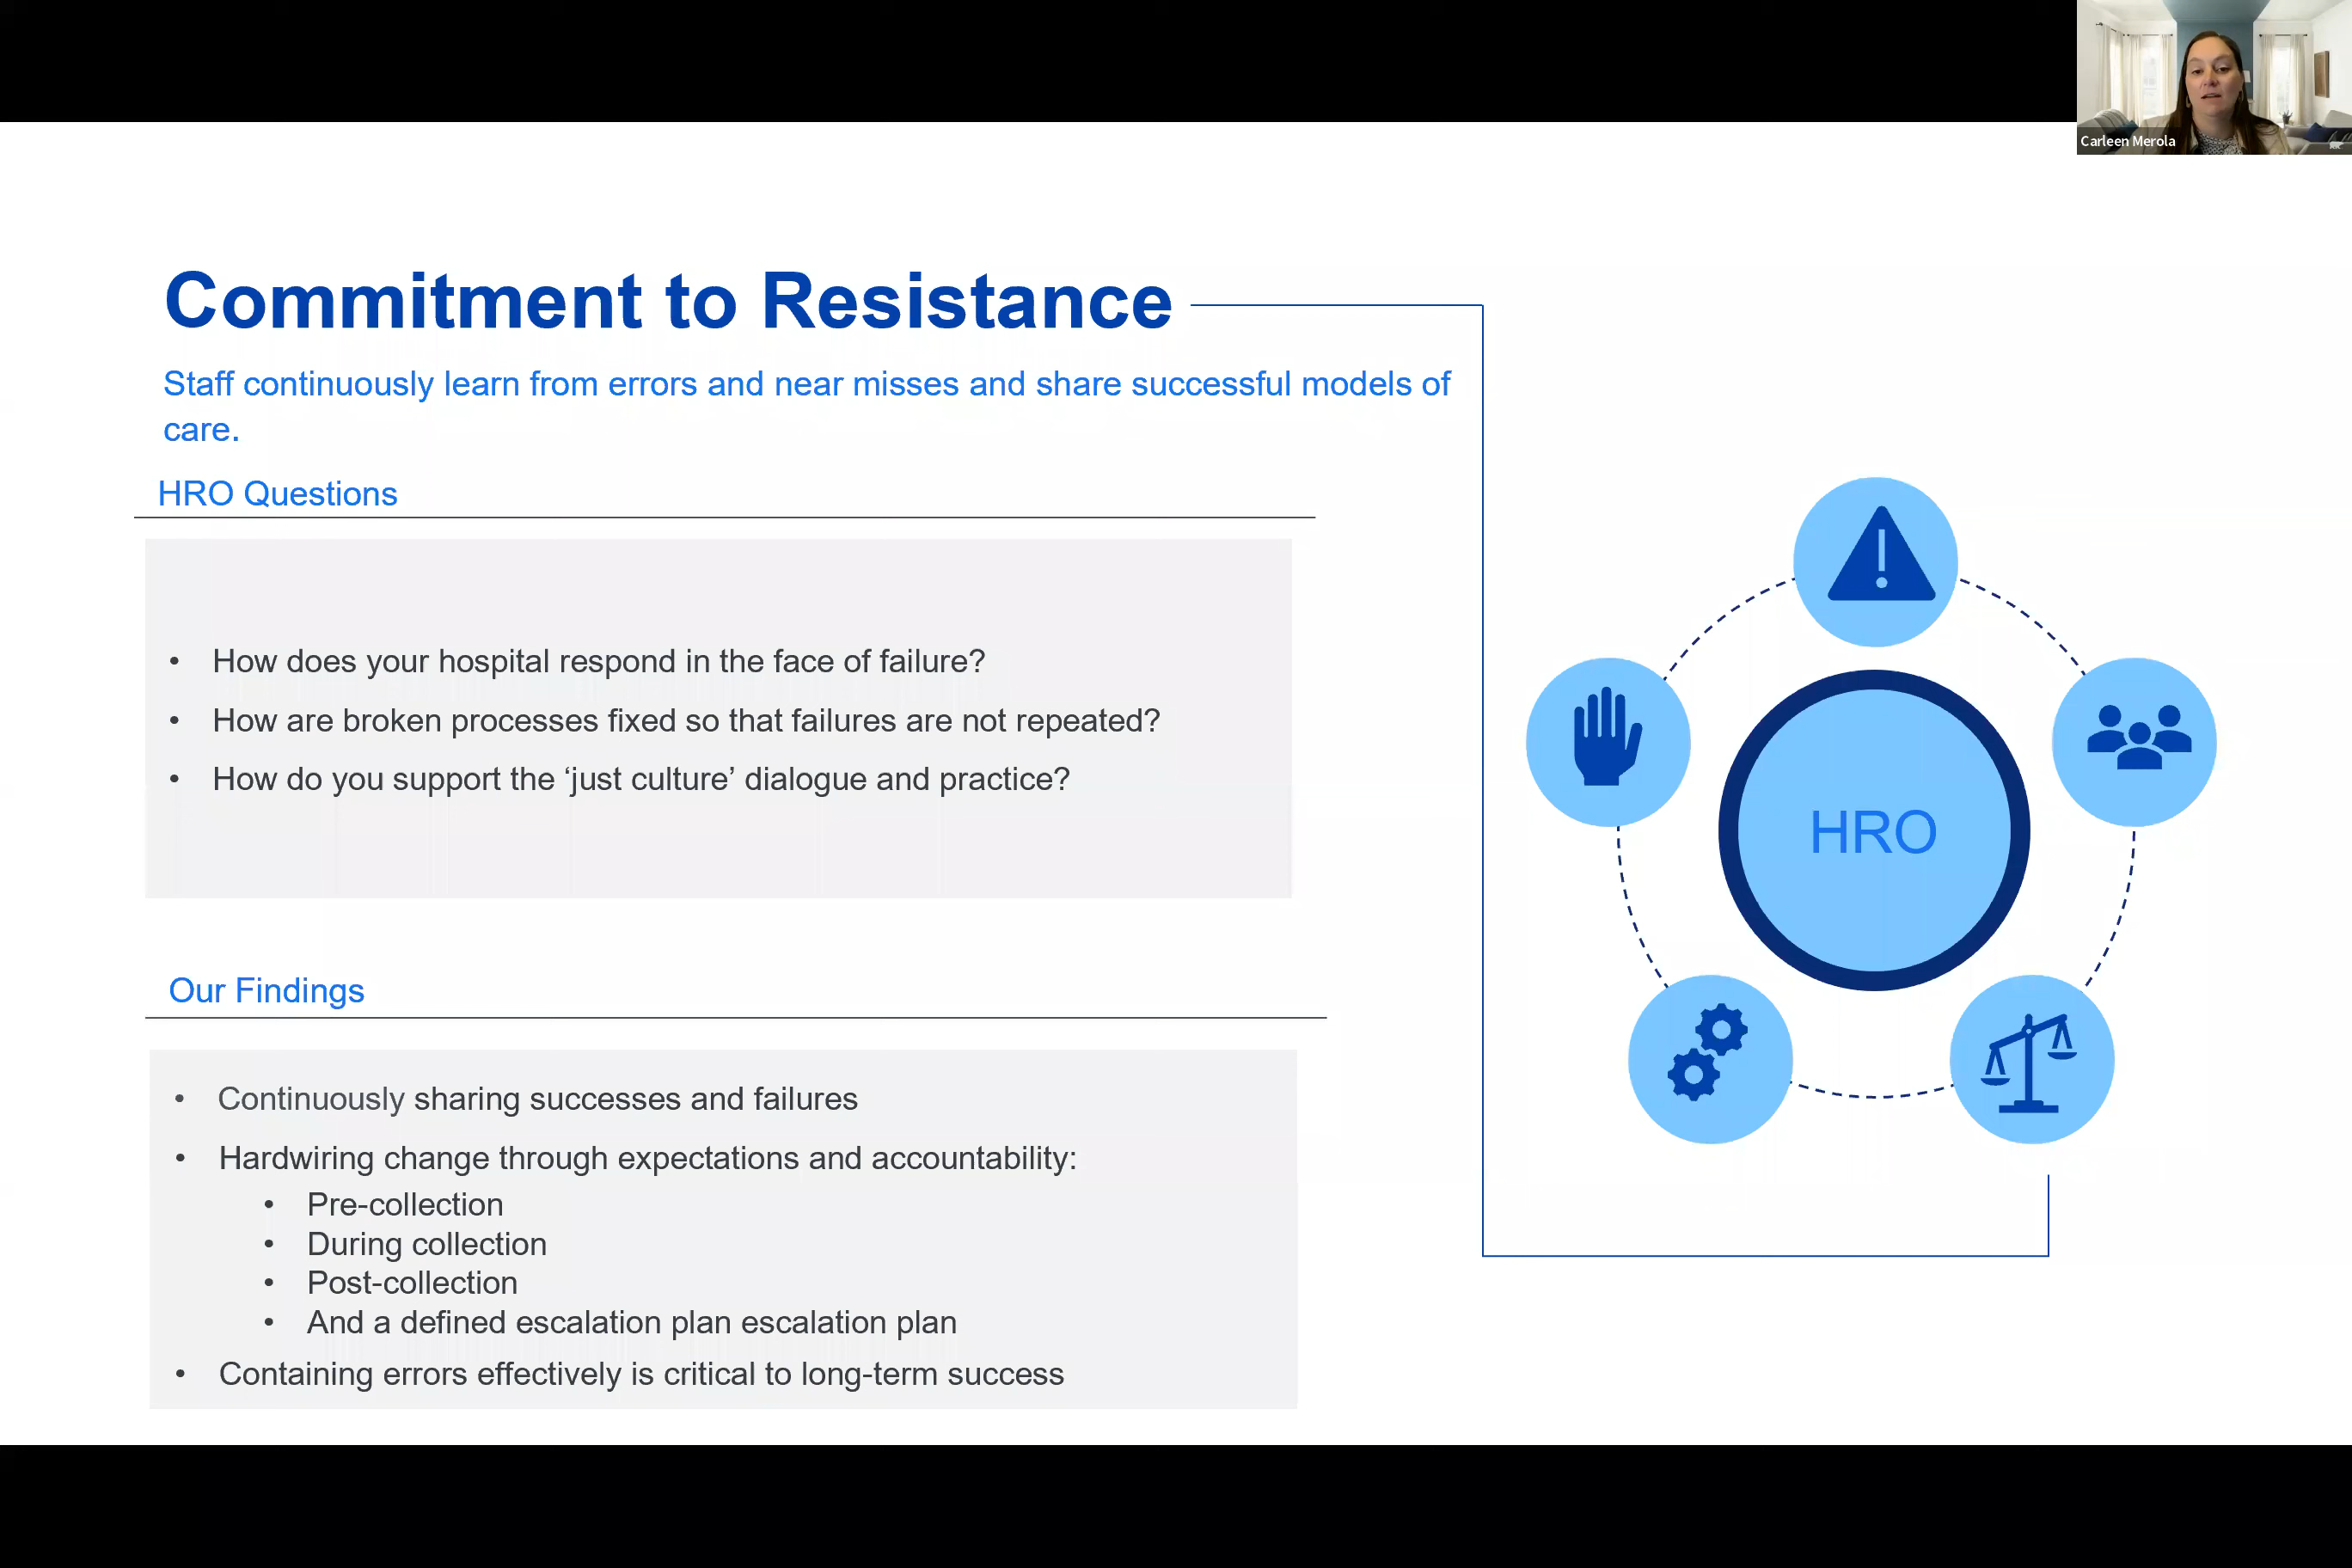 Carleen Merola
Commitment to Resistance
Staff continuously learn from errors and near misses and share successful models of
care.
HRO Questions
• How does your hospital respond in the face of failure?
• How are broken processes fixed so that failures are not repeated?
• How do you support the ‘just culture’ dialogue and practice?
HRO
Our Findings
• Continuously sharing successes and failures
• Hardwiring change through expectations and accountability:
• Pre-collection
• During collection
• Post-collection
• And a defined escalation plan escalation plan
• Containing errors effectively is critical to long-term success